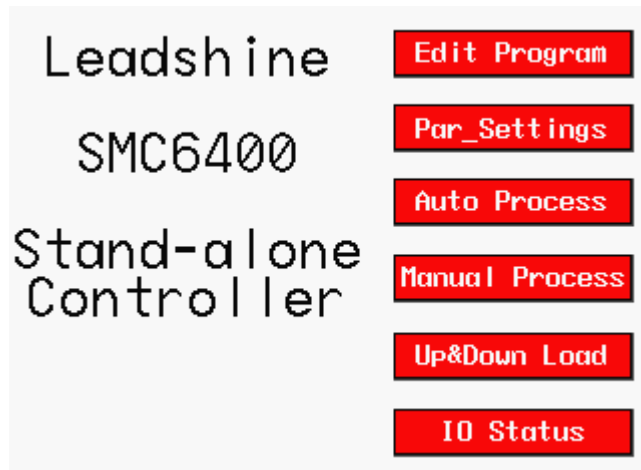 Leadshine
SMC6400
Stand-alone
Controller
Edit Program
Par_Settings
Auto Process
Manual Process
Up&Down Load
IO Status